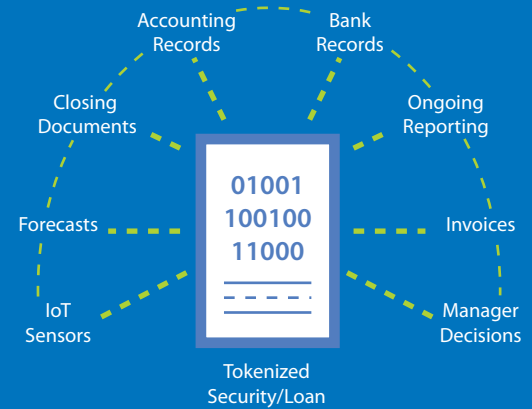 Accounting
Records
Bank
Records
Closing
Documents
Ongoing
Reporting
01001
100100
11000
Forecasts
Invoices
IoT
Sensors
Manager
Decisions
Tokenized
Security/Loan